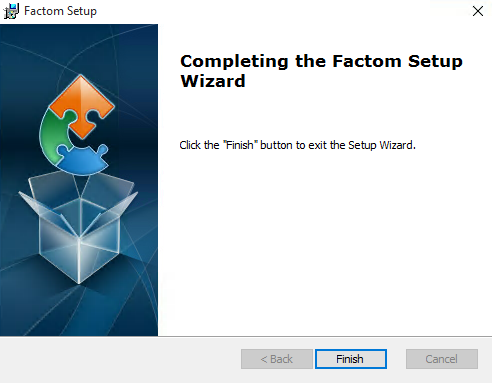 Factom Setup
Completing the Factom Setup
Wizard
Click the "Finish" button to exit the Setup Wizard.
< Back
Finish
Cancel